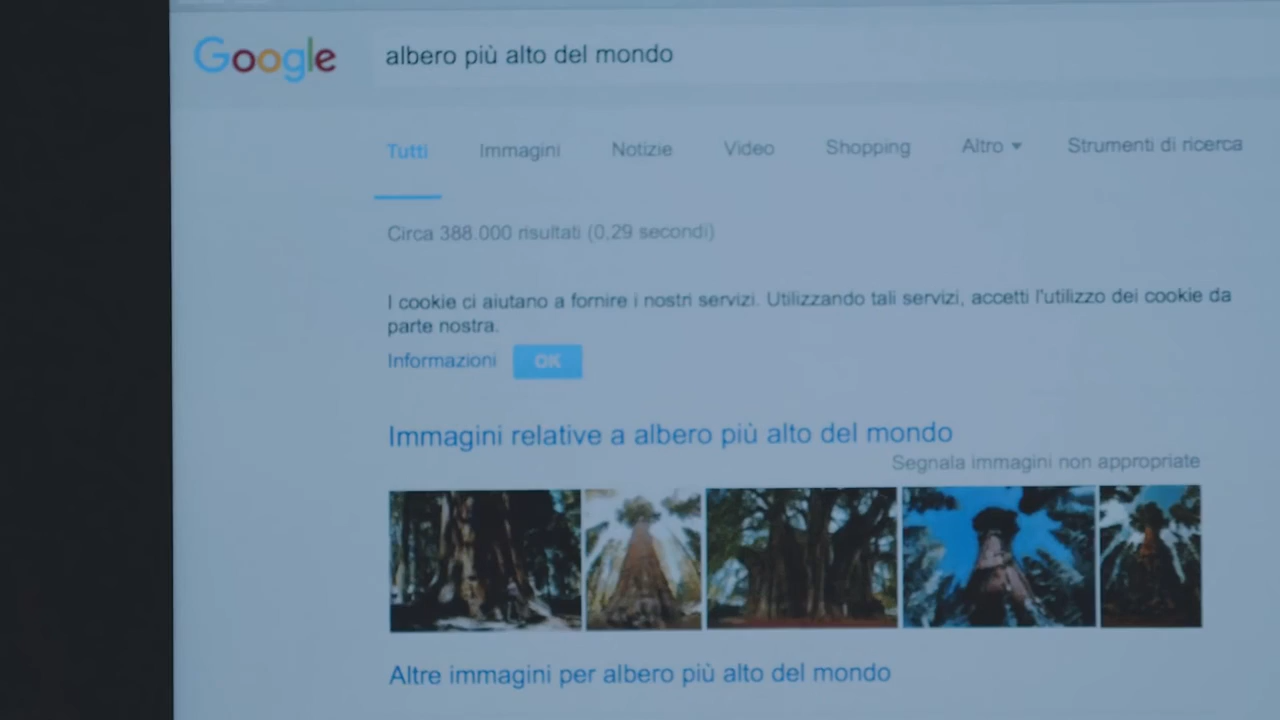 Google
albero più alto del mondo
Tutti Immagini Notizie Video Shopping Altro Strumenti di ricerca
Circa 388.000 risultati (0,29 secondi)
I cookie ci aiutano a fornire i nostri servizi. Utilizzando tali servizi, accetti l'utilizzo dei cookie da
parte nostra.
Informazioni OK
Immagini relative a albero più alto del mondo
Segnala immagini non appropriate
Altre immagini per albero più alto del mondo